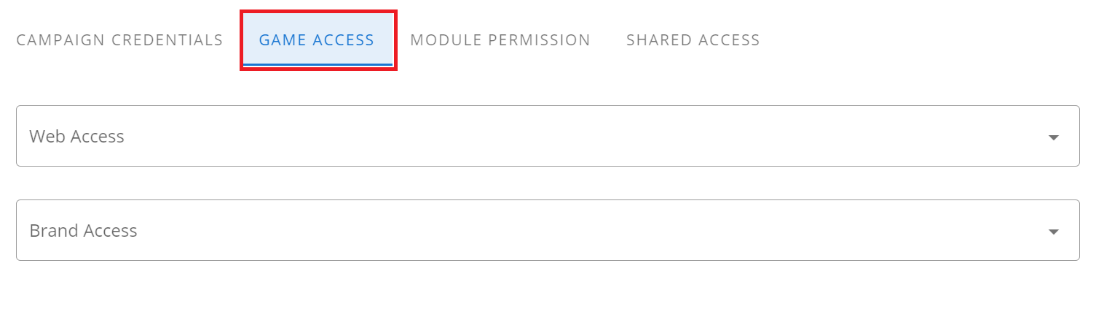 CAMPAIGN CREDENTIALS GAME ACCESS MODULE PERMISSION SHARED ACCESS
Web Access
Brand Access